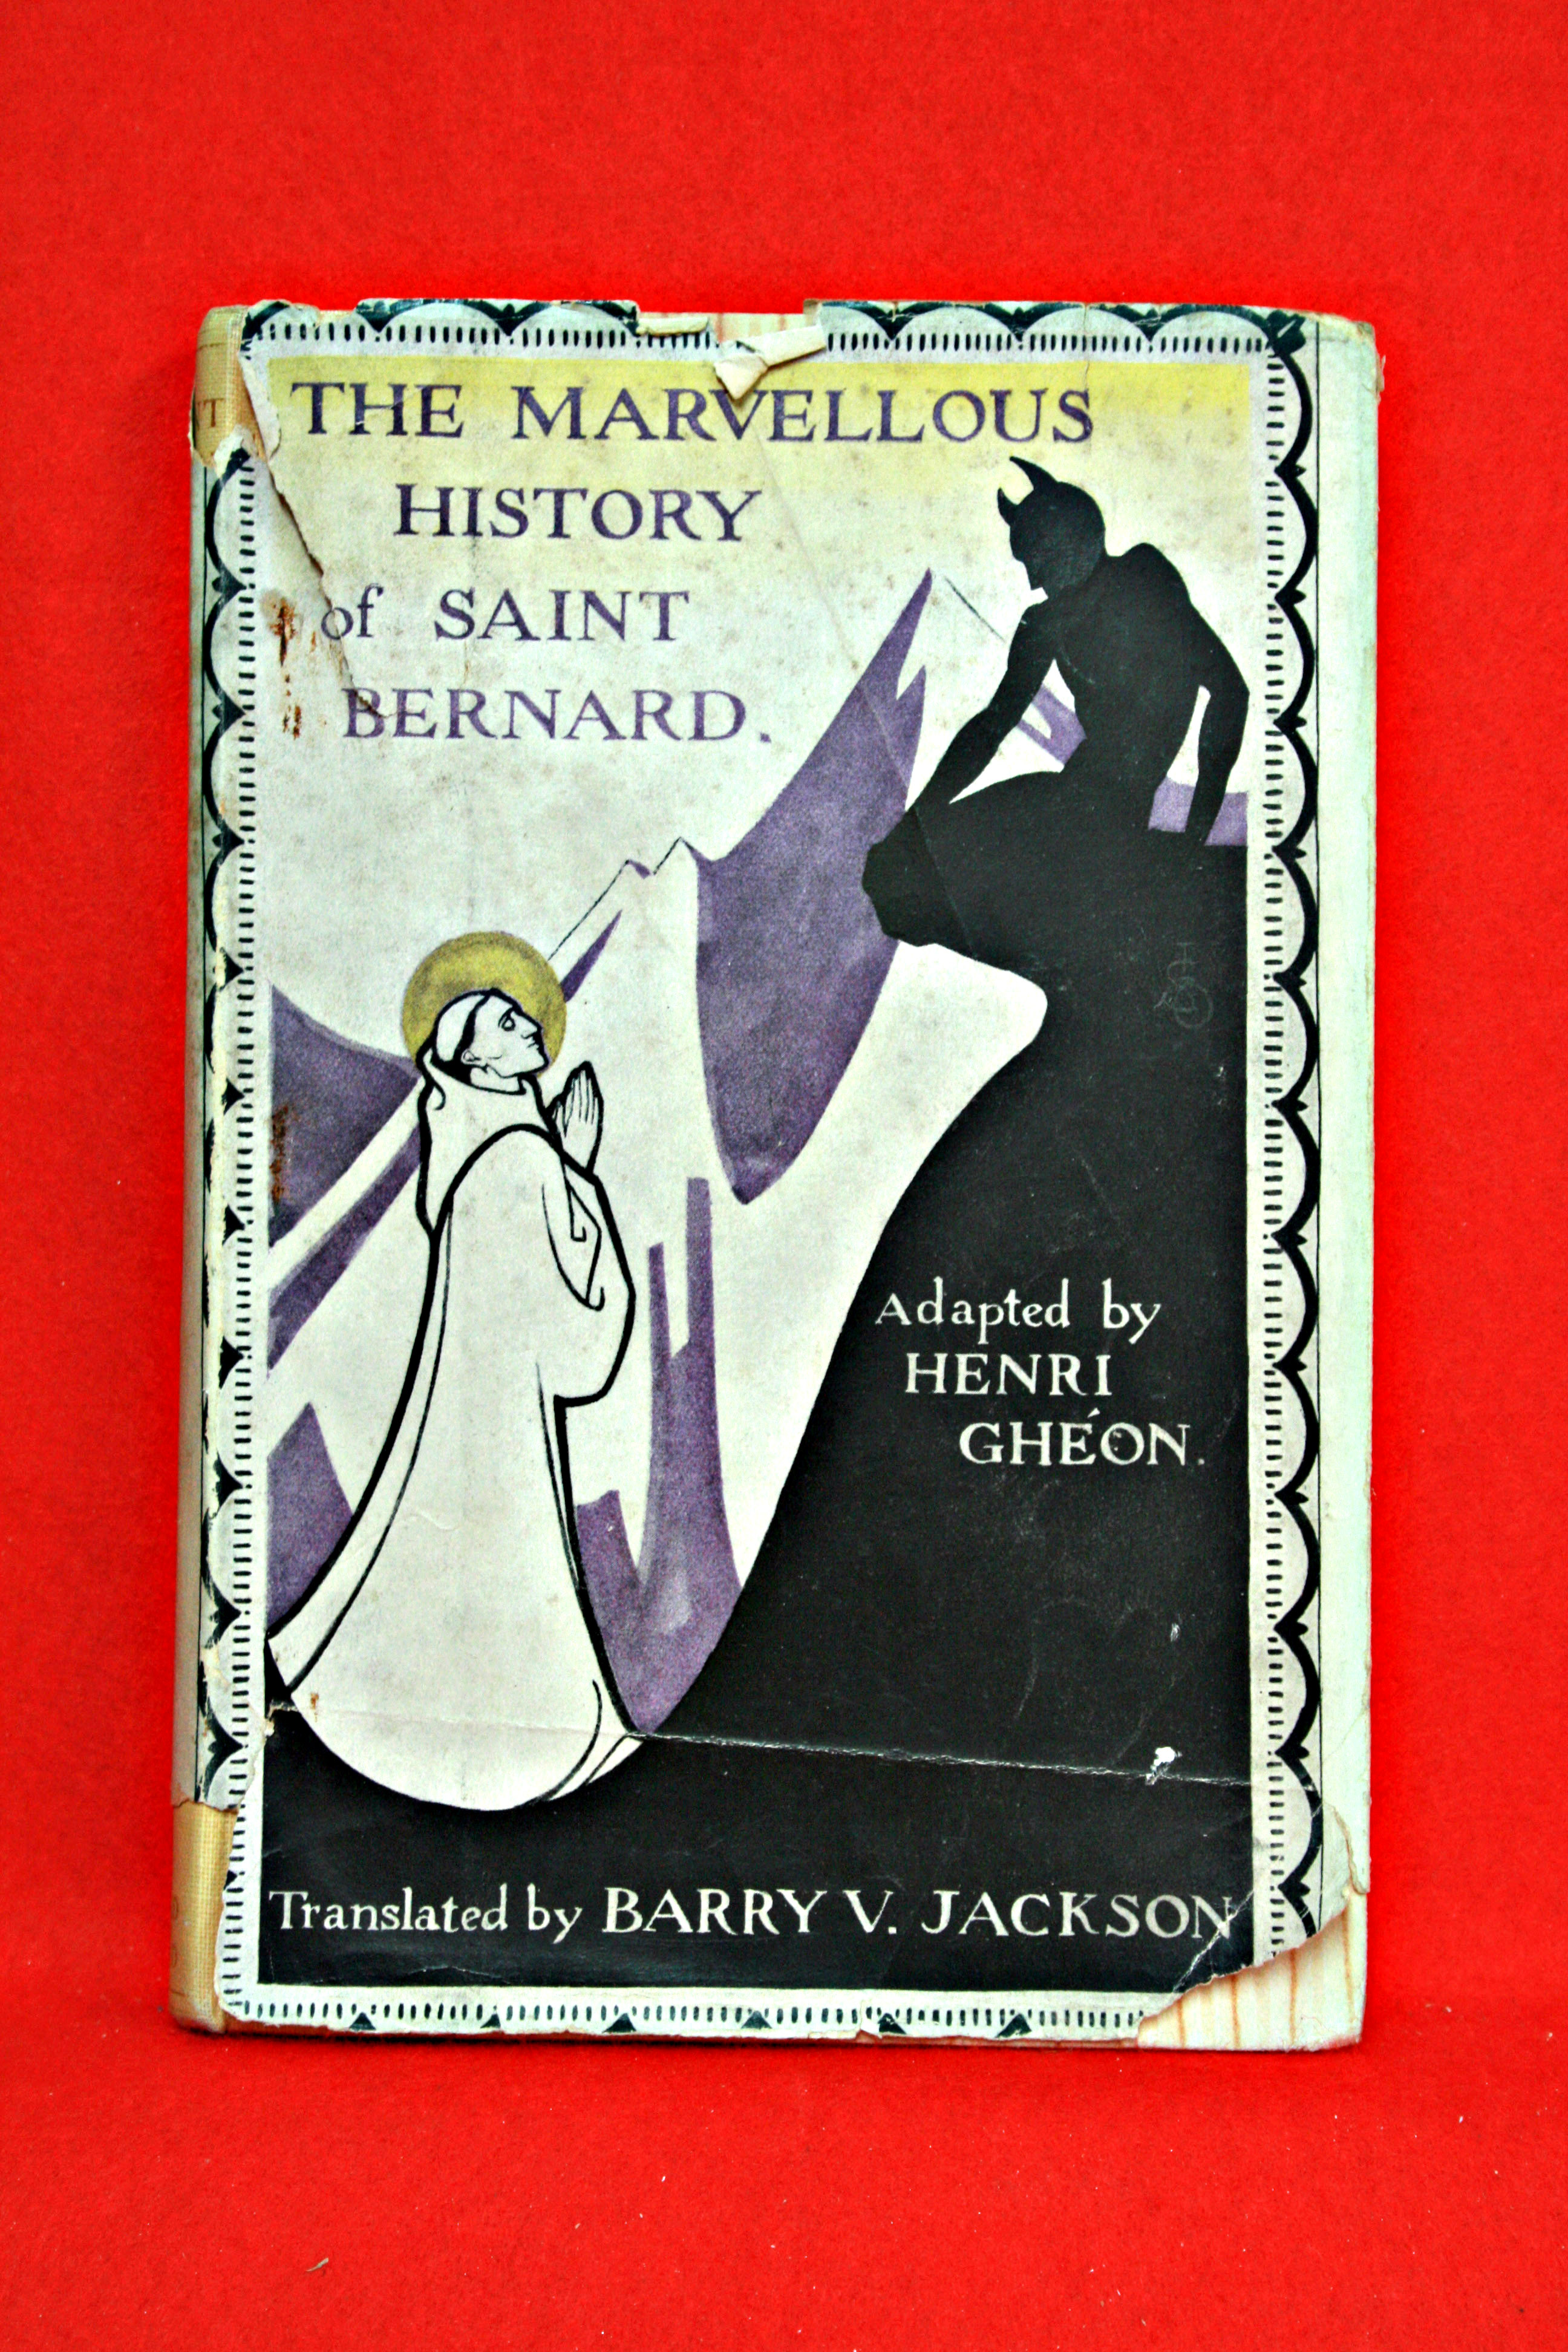 THE MARVELLOUS
HISTORY
of SAINT
BERNARD.
Adapted by
HENRI
GHÉON.
Translated by BARRY V. JACKSON